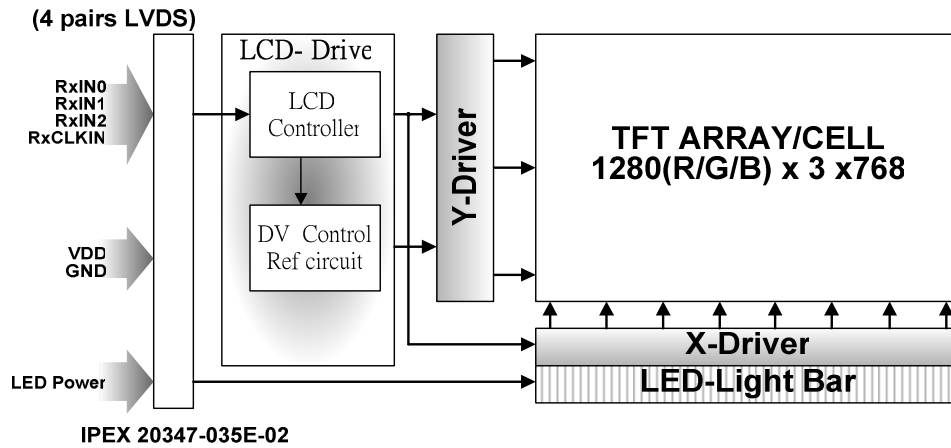 (4 pairs LVDS)
RxIN0
RxIN1
RxIN2
RxCLKIN
VDD
GND
LED Power
IPEX 20347-035E-02
LCD- Drive
LCD
Controller
DV Control
Ref circuit
Y-Driver
TFT ARRAY/CELL
1280(R/G/B) x 3 x768
X-Driver
LED-Light Bar